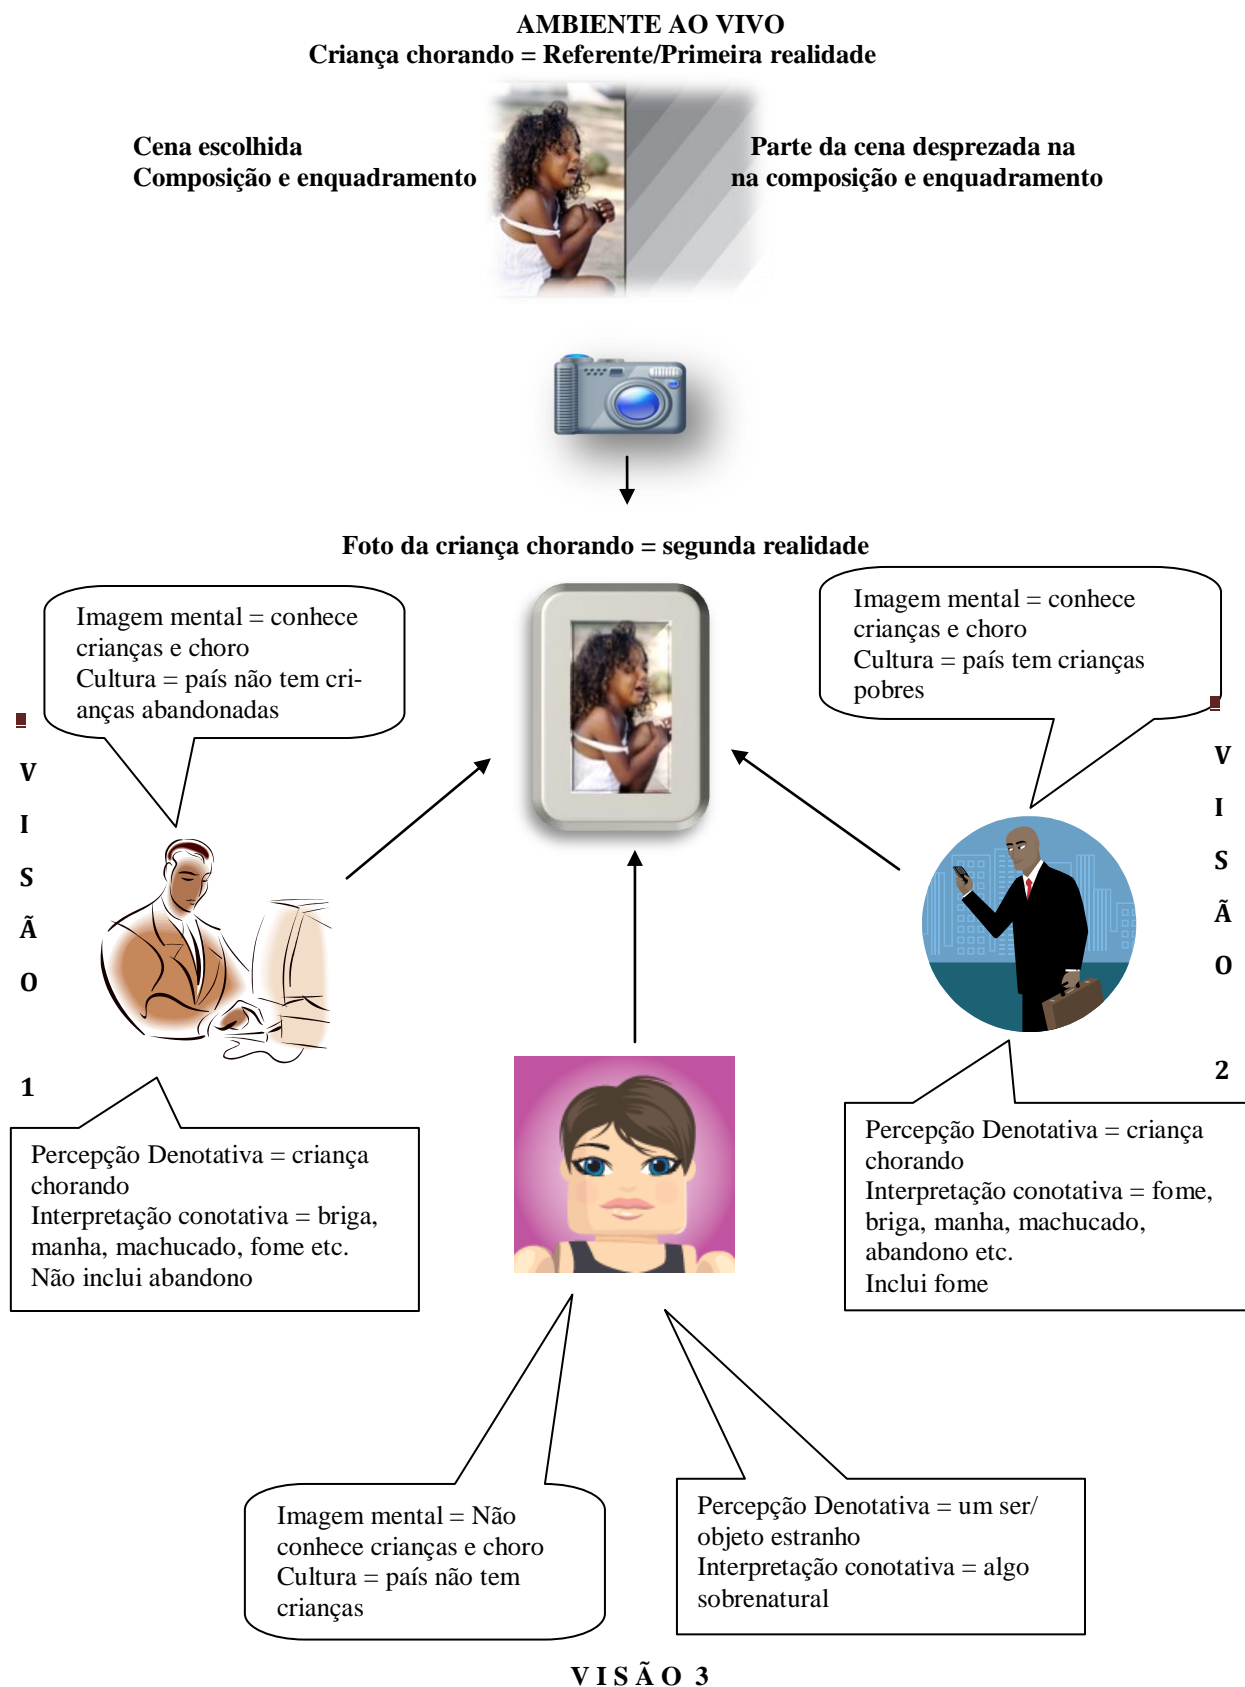 AMBIENTE AO VIVO
Criança chorando = Referente/Primeira realidade
Cena escolhida
Composição e enquadramento
Parte da cena desprezada na
na composição e enquadramento
Foto da criança chorando = segunda realidade
Imagem mental = conhece
crianças e choro
Cultura = país não tem cri-
anças abandonadas
Imagem mental = conhece
crianças e choro
Cultura = país tem crianças
pobres
V
I
S
Ã
O
1
V
I
S
Ã
O
2
Percepção Denotativa = criança
chorando
Interpretação conotativa = briga,
manha, machucado, fome etc.
Não inclui abandono
Percepção Denotativa = criança
chorando
Interpretação conotativa = fome,
briga, manha, machucado,
abandono etc.
Inclui fome
Imagem mental = Não
conhece crianças e choro
Cultura = país não tem
crianças
Percepção Denotativa = um ser/
objeto estranho
Interpretação conotativa = algo
sobrenatural
V I S Ã O 3